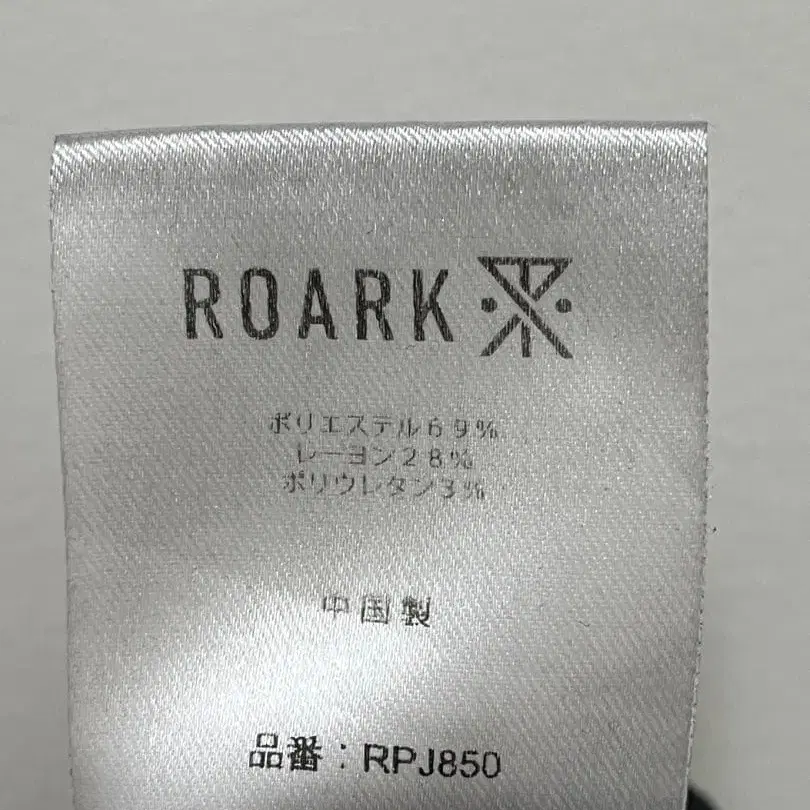 ROARK
ポリエステル69%
レーヨン28%
ポリウレタン3%
中国製
品番：RPJ850